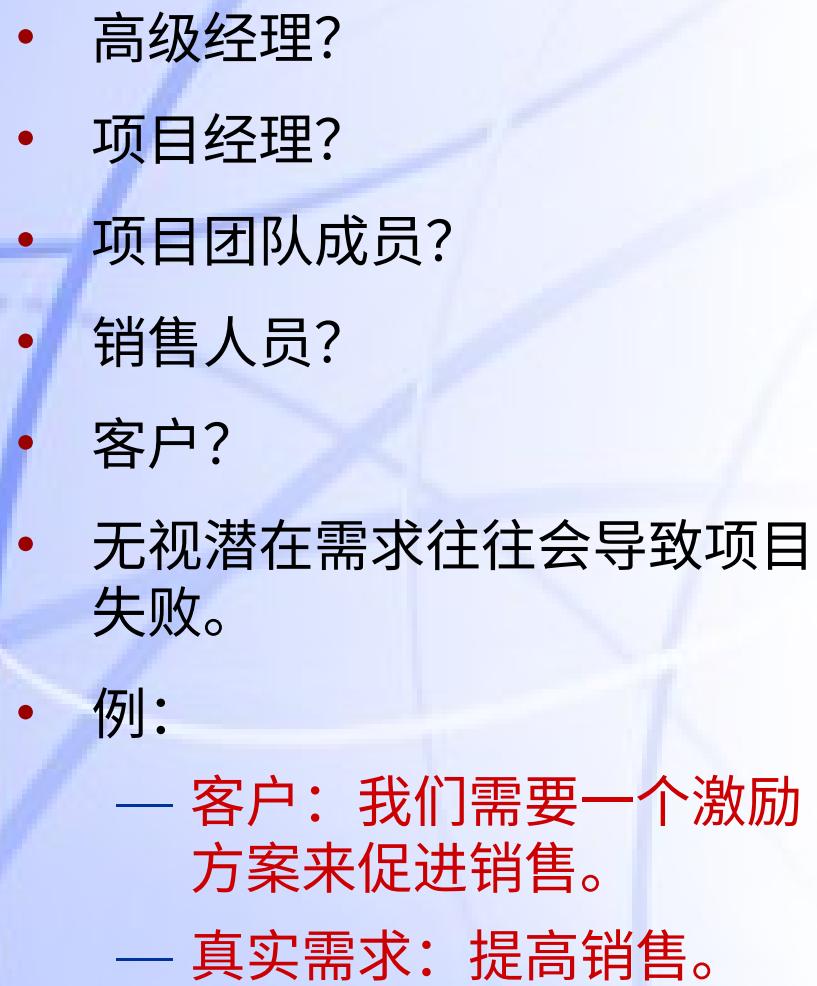 • 高级经理？
• 项目经理？
• 项目团队成员？
• 销售人员？
• 客户？
• 无视潜在需求往往会导致项目
失败。
• 例：
— 客户：我们需要一个激励
方案来促进销售。
— 真实需求：提高销售。